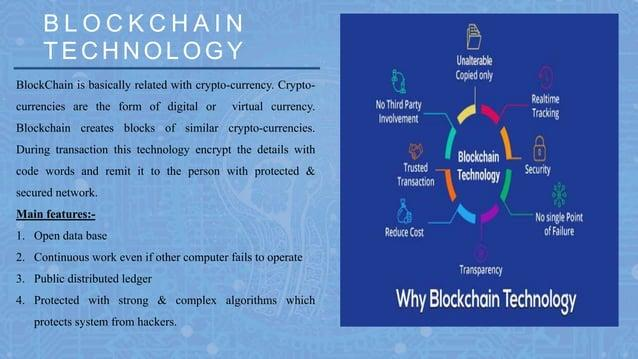 BLOCKCHAIN
TECHNOLOGY
BlockChain is basically related with crypto-currency. Crypto-
currencies are the form of digital or virtual currency.
Blockchain creates blocks of similar crypto-currencies.
During transaction this technology encrypt the details with
code words and remit it to the person with protected &
secured network.
Main features:-
1. Open data base
2. Continuous work even if other computer fails to operate
3. Public distributed ledger
4. Protected with strong & complex algorithms which
protects system from hackers.
Unalterable
Copied only
Realtime
Tracking
No Third Party
Involvement
Blockchain
Technology
Trusted
Transaction
Security
Reduce Cost
No single Point
of Failure
Transparency
Why Blockchain Technology